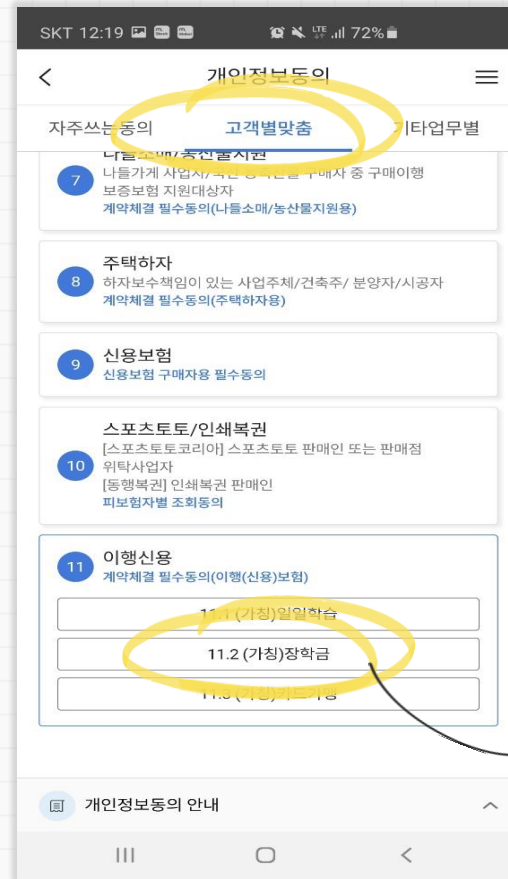 SKT 12:19 LTE 72%
개인정보동의
자주쓰는동의 고객별맞춤 기타업무별
7
나들가게 사업자/ 중 구매이행
보증보험 지원대상자
계약체결 필수동의(나들소매/농산물지원용)
주택하자
8 하자보수책임이 있는 사업주체/건축주/ 분양자/시공자
계약체결 필수동의(주택하자용)
신용보험
9
신용보험 구매자용 필수동의
스포츠토토/인쇄복권
[스포츠토토코리아] 스포츠토토 판매인 또는 판매점
10 위탁사업자
[동행복권] 인쇄복권 판매인
피보험자별 조회동의
이행신용
11
계약체결 필수동의(이행(신용)보험)
11.1 (가칭)일일학습
11.2 (가칭)장학금
개인정보동의 안내